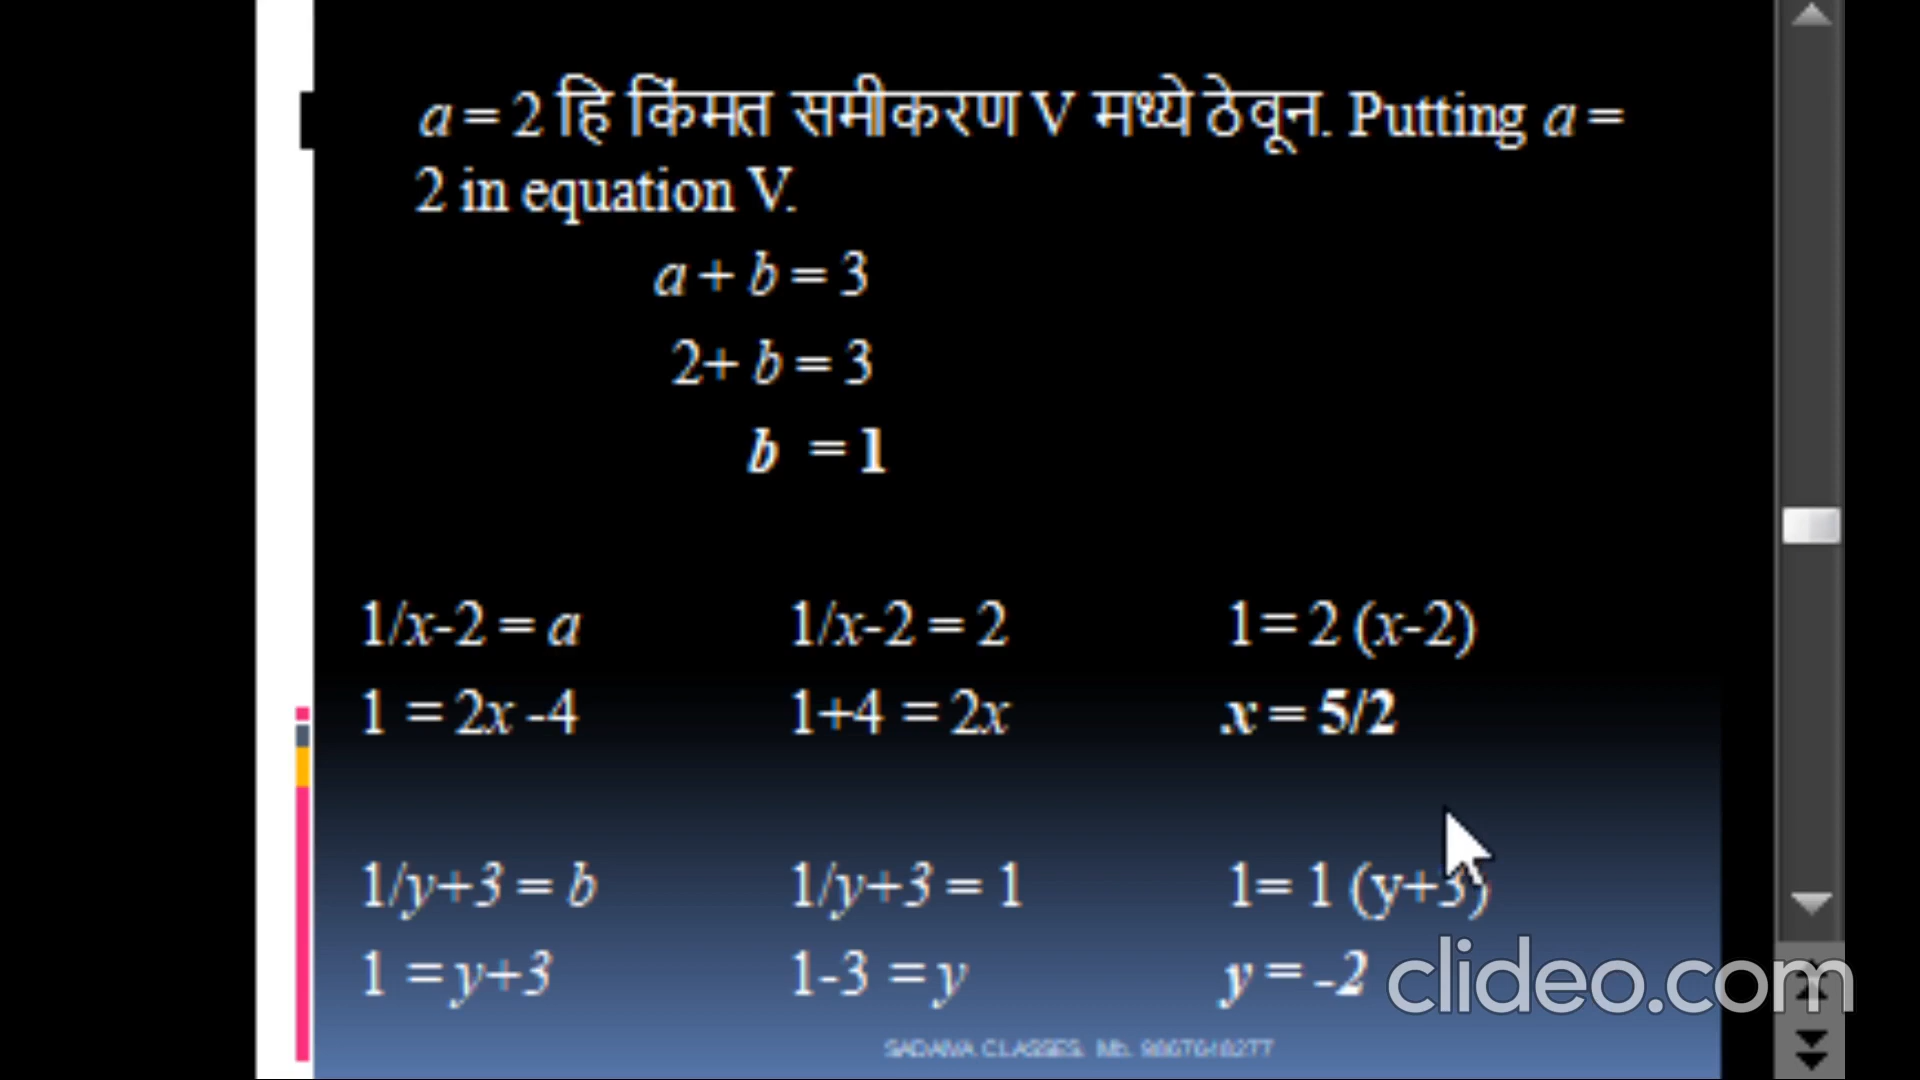 a = 2 हि किंमत समीकरण V मध्ये ठेवून. Putting a =
2 in equation V.
a + b = 3
2+ b = 3
b = 1
1/x-2 = a 1/x-2 = 2 1= 2 (x-2)
1 = 2x -4 1+4 = 2x x = 5/2
1/y+3 = b 1/y+3 = 1 1= 1 (y+3)
1 = y+3 1-3 = y y = -2
clideo.com
CLASSES. Mb.